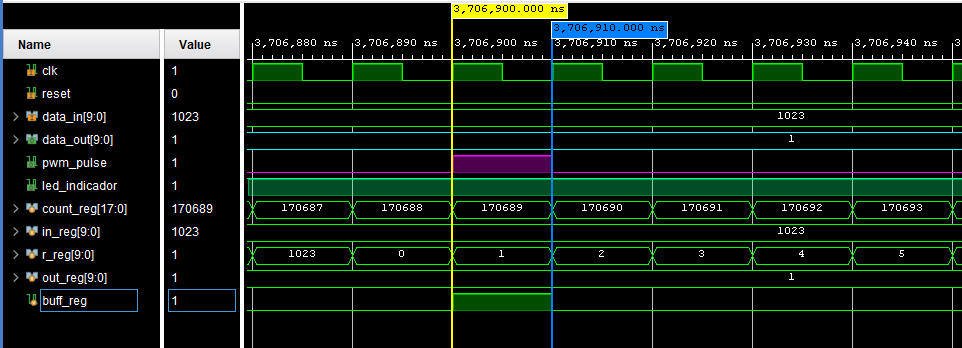 3,706,900.000 ns
3,706,910.000 ns
Name Value 3,706,880 ns 3,706,890 ns 3,706,900 ns 3,706,910 ns 3,706,920 ns 3,706,930 ns 3,706,940 ns
clk 1
reset 0
data_in[9:0] 1023 1023
data_out[9:0] 1 1
pwm_pulse 1
led_indicador 1
count_reg[17:0] 170689 170687 170688 170689 170690 170691 170692 170693
in_reg[9:0] 1023 1023
r_reg[9:0] 1 1023 0 1 2 3 4 5
out_reg[9:0] 1 1
buff_reg 1